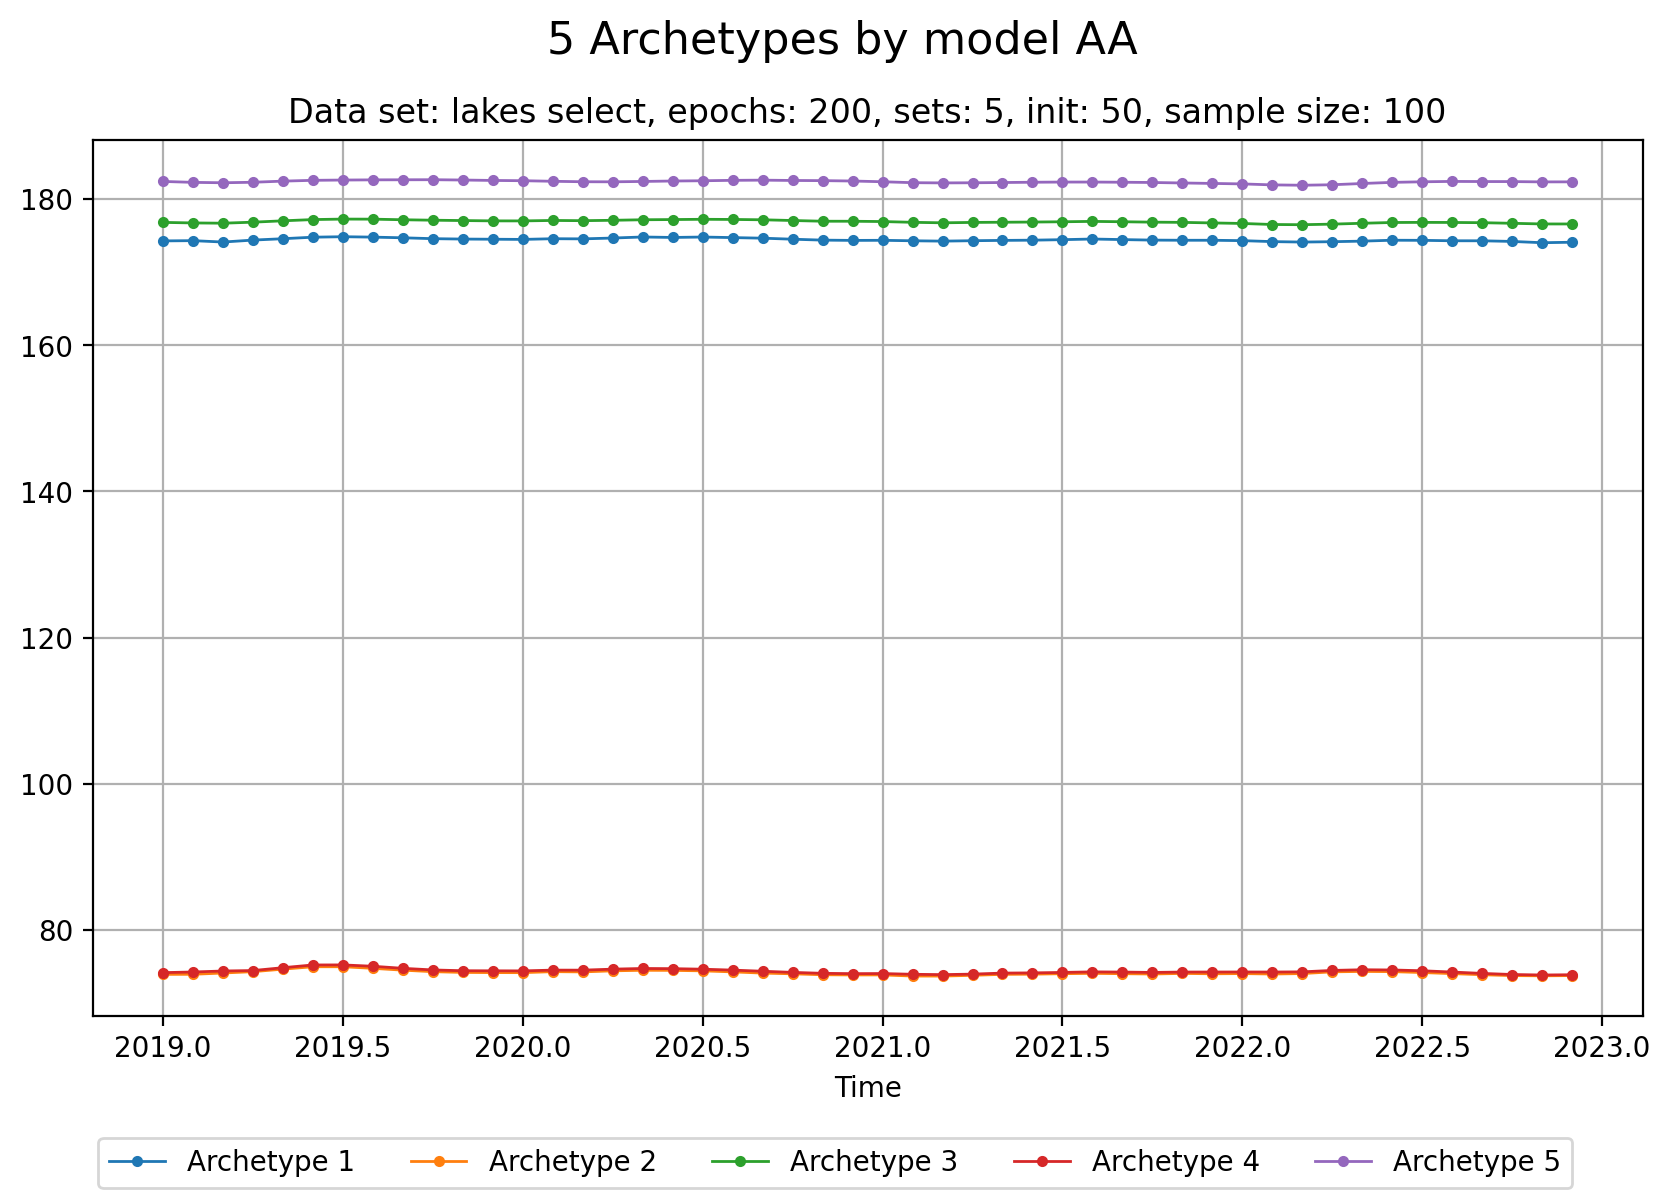 5 Archetypes by model AA
Data set: lakes select, epochs: 200, sets: 5, init: 50, sample size: 100
180
160
140
120
100
80
2019.0 2019.5 2020.0 2020.5 2021.0 2021.5 2022.0 2022.5 2023.0
Time
Archetype 1 Archetype 2 Archetype 3 Archetype 4 Archetype 5